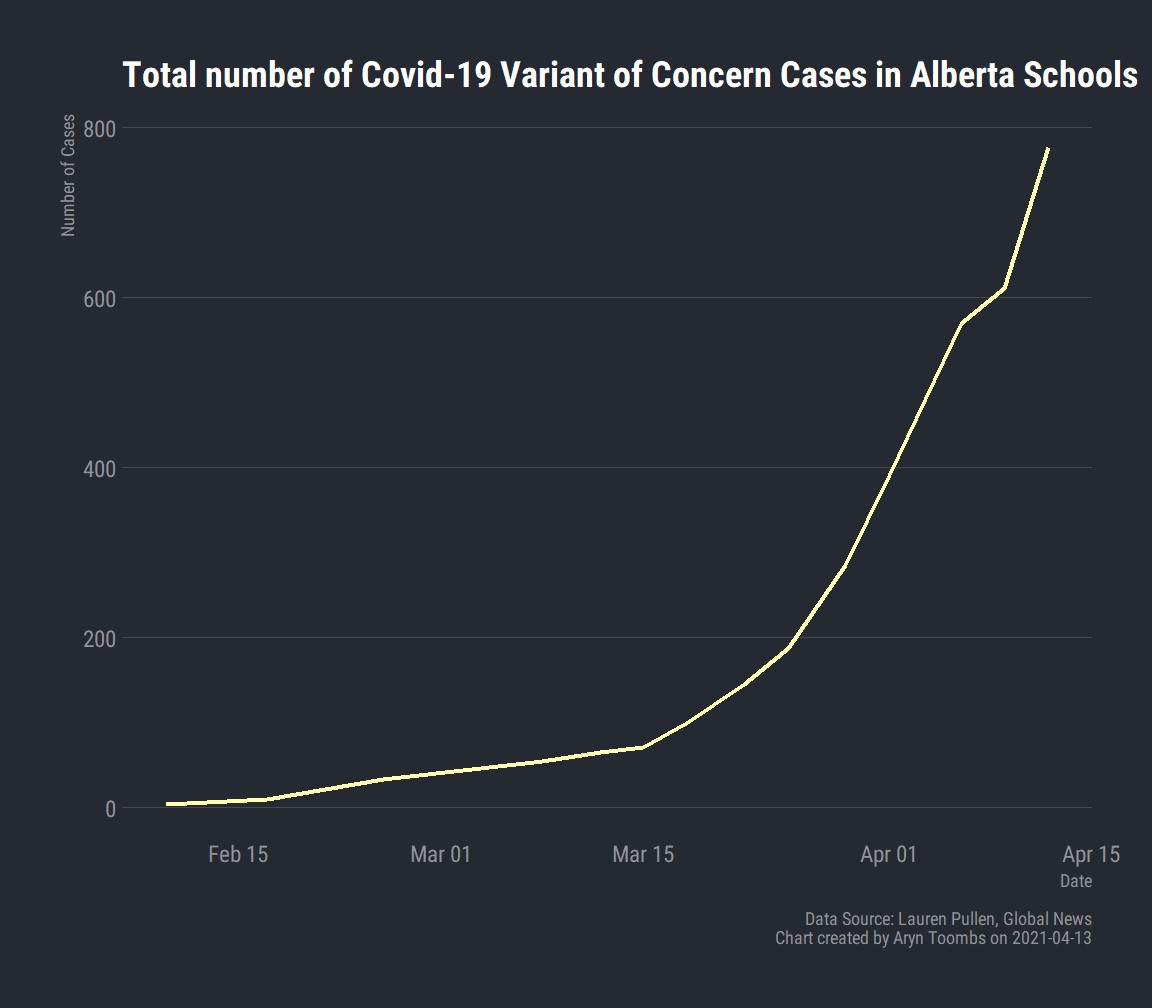 Total number of Covid-19 Variant of Concern Cases in Alberta Schools
Number of Cases
800
600
400
200
0
Feb 15
Mar 01
Mar 15
Apr 01
Apr 15
Date
Data Source: Lauren Pullen, Global News
Chart created by Aryn Toombs on 2021-04-13